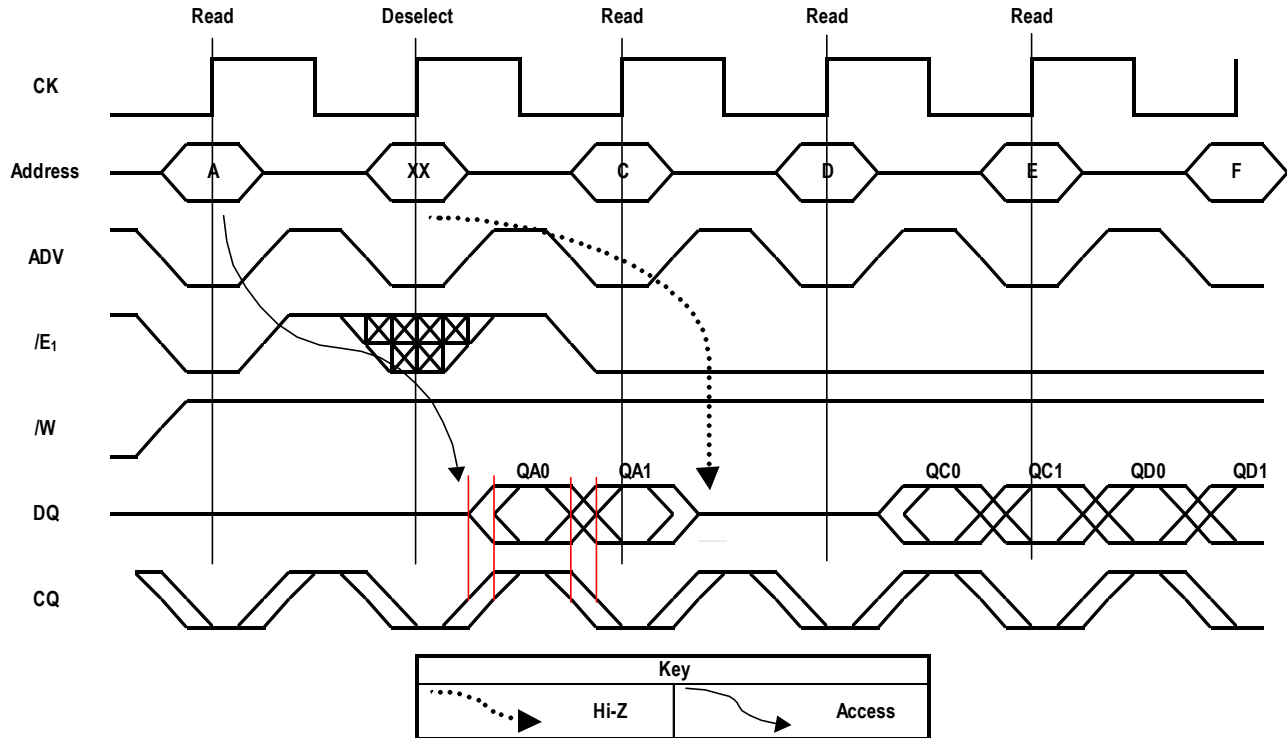 Read Deselect Read Read Read
CK
Address A XX C D E F
ADV
/E₁
/W
QA0 QA1 QC0 QC1 QD0 QD1
DQ
CQ
Key
Hi-Z Access